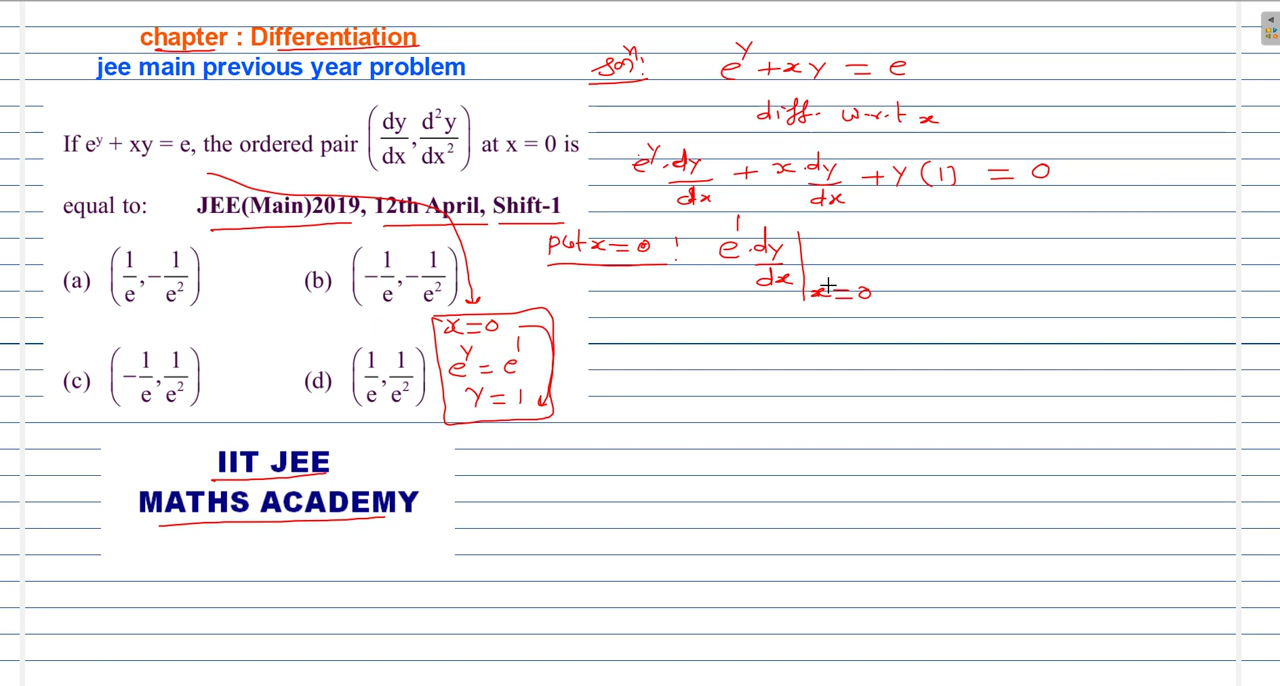 chapter : Differentiation
jee main previous year problem
If e^y + xy = e, the ordered pair (dy/dx, d²y/dx²) at x = 0 is
equal to: JEE(Main)2019, 12th April, Shift-1
(a) (1/e, -1/e²) (b) (-1/e, -1/e²)
(c) (-1/e, 1/e²) (d) (1/e, 1/e²)
x=0
e^y = e^1
y = 1
IIT JEE
MATHS ACADEMY
Solⁿ:
e^y + xy = e
diff. w.r.t x
e^y · dy/dx + x · dy/dx + y (1) = 0
put x=0 : e^1 · dy/dx | x=0